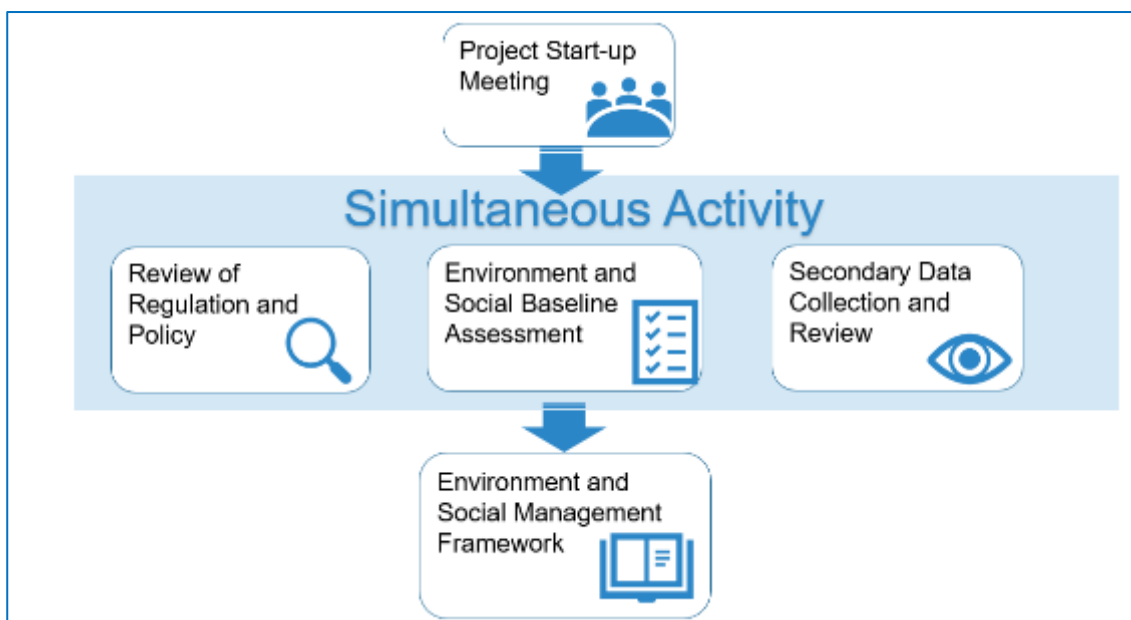 Project Start-up
Meeting
Simultaneous Activity
Review of
Regulation and
Policy
Environment and
Social Baseline
Assessment
Secondary Data
Collection and
Review
Environment and
Social Management
Framework